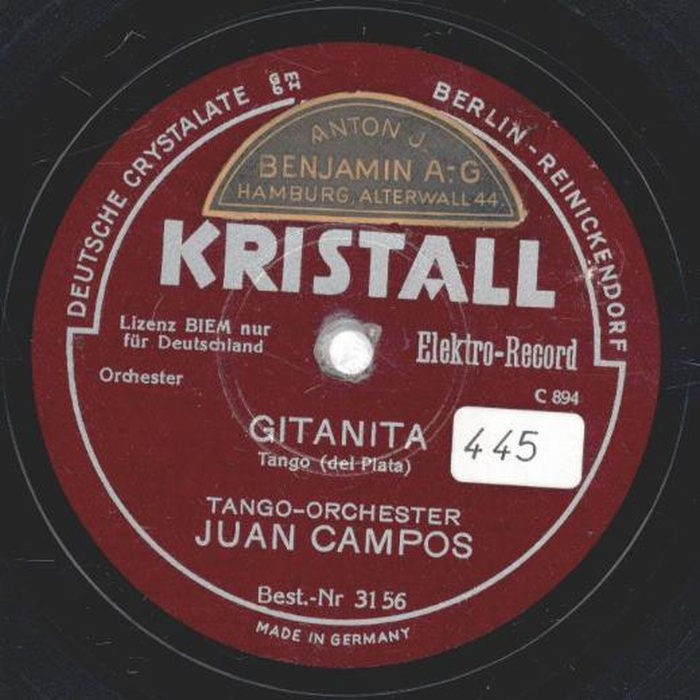 DEUTSCHE CRYSTALATE GMBH
BERLIN-REINICKENDORF
ANTON J.
BENJAMIN A:G
HAMBURG, ALTERWALL 44.
KRISTALL
Lizenz BIEM nur
für Deutschland
Elektro-Record
Orchester
C 894
GITANITA
445
Tango (del Plata)
TANGO-ORCHESTER
JUAN CAMPOS
Best.-Nr 3156
MADE IN GERMANY